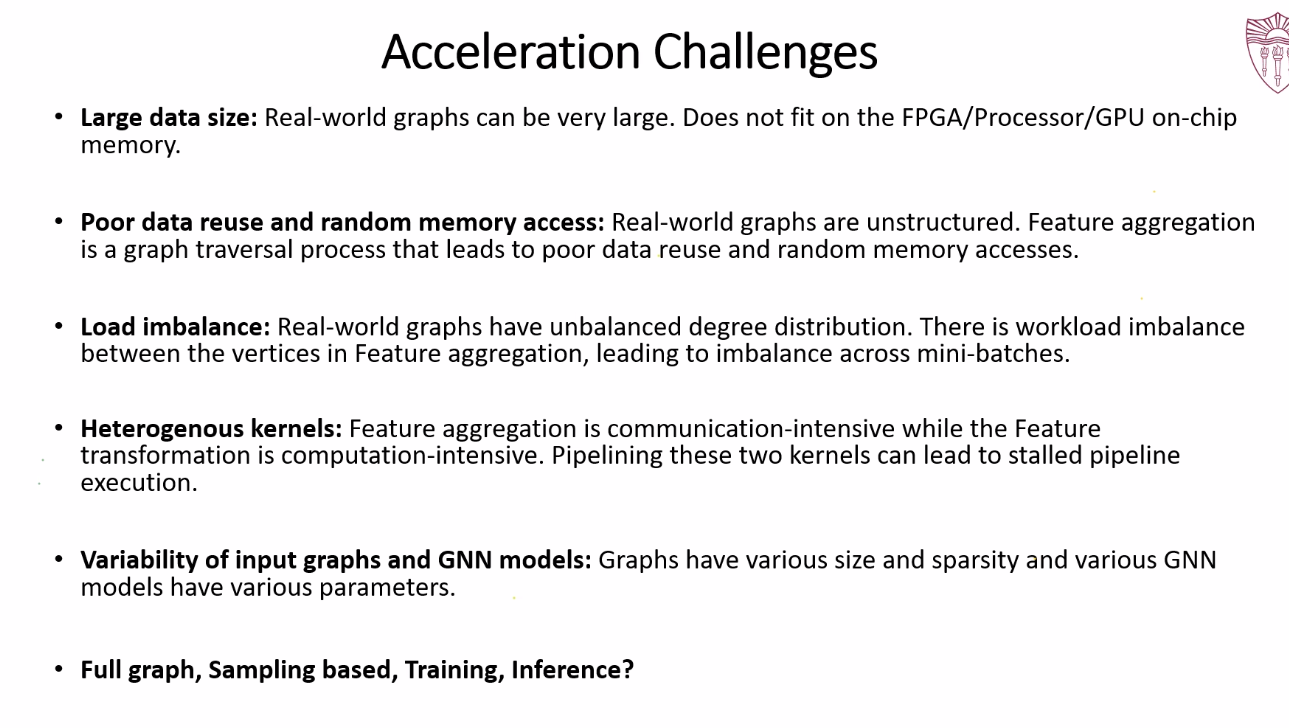 Acceleration Challenges
• Large data size: Real-world graphs can be very large. Does not fit on the FPGA/Processor/GPU on-chip
memory.
• Poor data reuse and random memory access: Real-world graphs are unstructured. Feature aggregation
is a graph traversal process that leads to poor data reuse and random memory accesses.
• Load imbalance: Real-world graphs have unbalanced degree distribution. There is workload imbalance
between the vertices in Feature aggregation, leading to imbalance across mini-batches.
• Heterogenous kernels: Feature aggregation is communication-intensive while the Feature
transformation is computation-intensive. Pipelining these two kernels can lead to stalled pipeline
execution.
• Variability of input graphs and GNN models: Graphs have various size and sparsity and various GNN
models have various parameters.
• Full graph, Sampling based, Training, Inference?